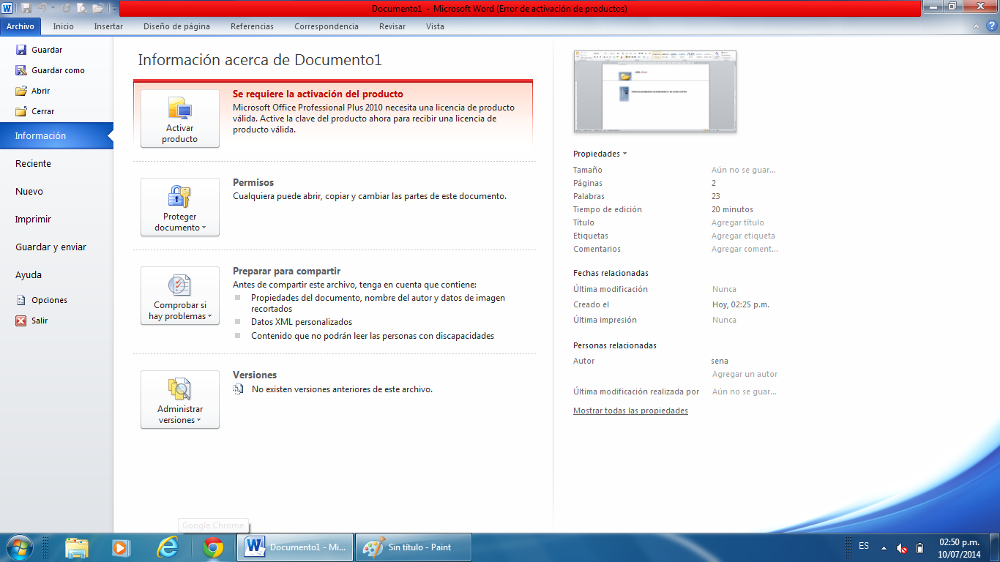 Documento1 - Microsoft Word (Error de activación de productos)
Archivo Inicio Insertar Diseño de página Referencias Correspondencia Revisar Vista
Guardar
Guardar como
Abrir
Cerrar
Información
Reciente
Nuevo
Imprimir
Guardar y enviar
Ayuda
Opciones
Salir
Información acerca de Documento1
Activar
producto
Se requiere la activación del producto
Microsoft Office Professional Plus 2010 necesita una licencia de producto
válida. Active la clave del producto ahora para recibir una licencia de
producto válida.
Proteger
documento
Permisos
Cualquiera puede abrir, copiar y cambiar las partes de este documento.
Comprobar si
hay problemas
Preparar para compartir
Antes de compartir este archivo, tenga en cuenta que contiene:
Propiedades del documento, nombre del autor y datos de imagen
recortados
Datos XML personalizados
Contenido que no podrán leer las personas con discapacidades
Administrar
versiones
Versiones
No existen versiones anteriores de este archivo.
Propiedades
Tamaño Aún no se guar...
Páginas 2
Palabras 23
Tiempo de edición 20 minutos
Título Agregar título
Etiquetas Agregar etiqueta
Comentarios Agregar coment...
Fechas relacionadas
Última modificación Nunca
Creado el Hoy, 02:25 p.m.
Última impresión Nunca
Personas relacionadas
Autor sena
Agregar un autor
Última modificación realizada por Aún no se guar...
Mostrar todas las propiedades
Google Chrome
Documento1 - Mi...
Sin título - Paint
ES
02:50 p.m.
10/07/2014